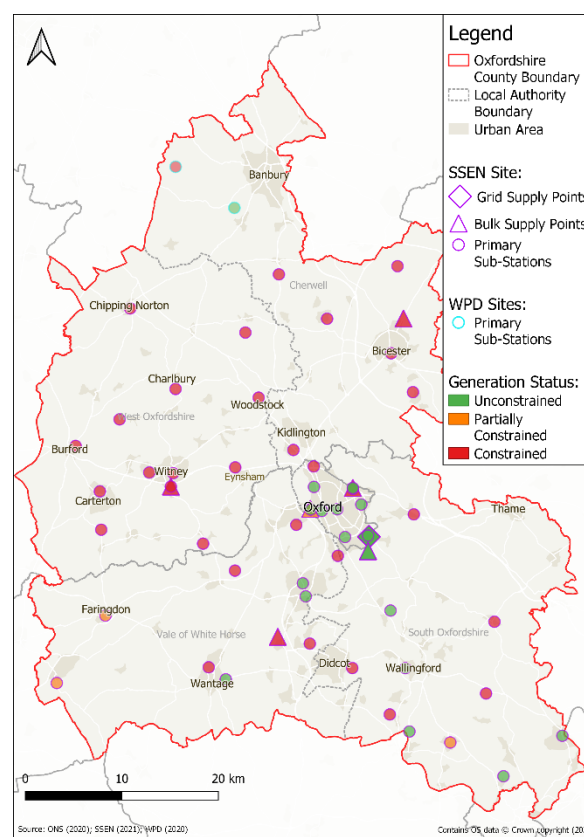 Legend
Oxfordshire
County Boundary
Local Authority
Boundary
Urban Area
SSEN Site:
Grid Supply Points
Bulk Supply Points
Primary
Sub-Stations
WPD Sites:
Primary
Sub-Stations
Generation Status:
Unconstrained
Partially
Constrained
Constrained
Banbury
Cherwell
Chipping Norton
Bicester
Charlbury
Woodstock
West Oxfordshire
Kidlington
Burford
Witney
Eynsham
Carterton
Oxford
Thame
Faringdon
Vale of White Horse
South Oxfordshire
Didcot
Wallingford
Wantage
0 10 20 km
Source: ONS (2020); SSEN (2021); WPD (2020)
Contains OS data © Crown copyright (20